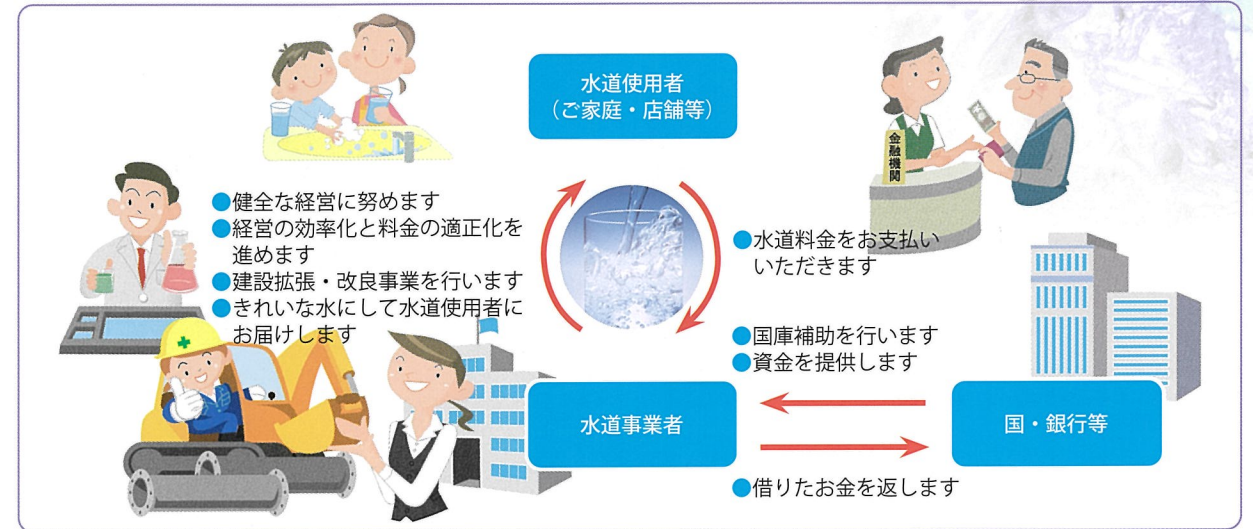 水道使用者
（ご家庭・店舗等）
金融機関
●健全な経営に努めます
●経営の効率化と料金の適正化を
進めます
●建設拡張・改良事業を行います
●きれいな水にして水道使用者に
お届けします
●水道料金をお支払い
いただきます
●国庫補助を行います
●資金を提供します
水道事業者
国・銀行等
●借りたお金を返します